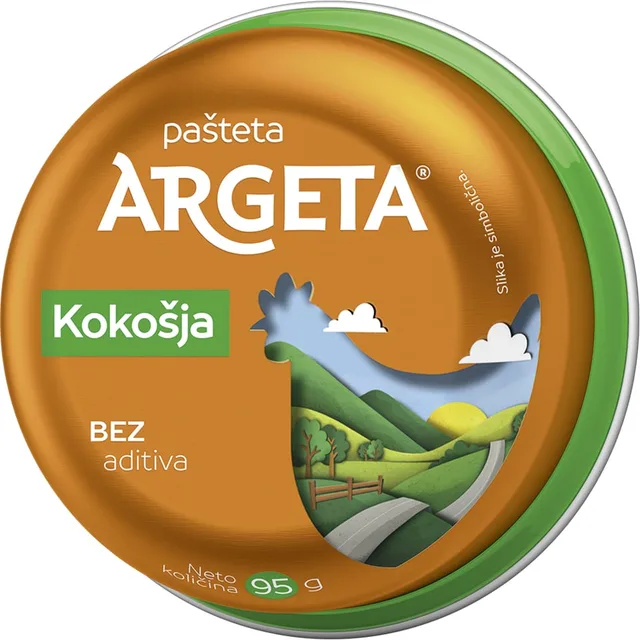 pašteta
ARGETA®
Slika je simbolična.
Kokošja
BEZ
aditiva
Neto
količina 95 g